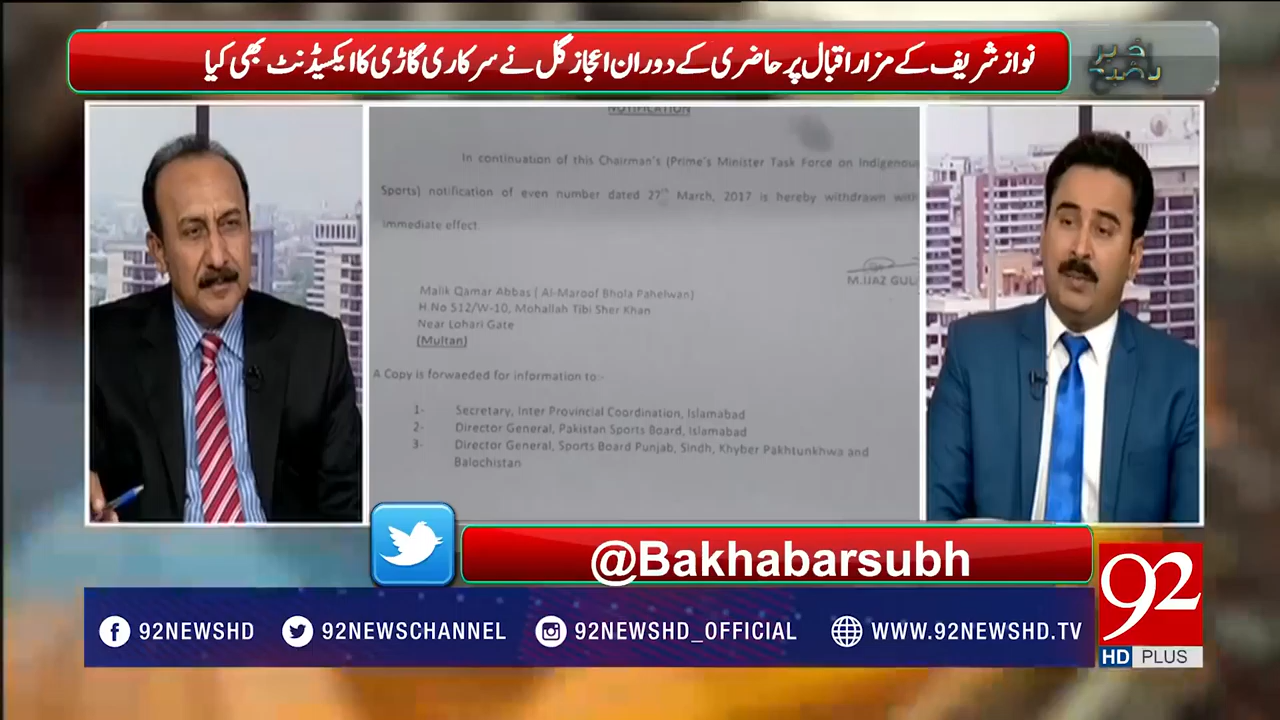 نواز شریف کے مزار اقبال پر حاضری کے دوران اعجاز گل نے سرکاری گاڑی کا ایکسیڈنٹ بھی کیا
NOTIFICATION
In continuation of this Chairman's (Prime's Minister Task Force on Indigenou
Sports) notification of even number dated 27th March, 2017 is hereby withdrawn with
immediate effect.
M.IJAZ GUL
Malik Qamar Abbas ( Al-Maroof Bhola Pahelwan)
H.No 512/W-10, Mohallah Tibi Sher Khan
Near Lohari Gate
(Multan)
A Copy is forwaeded for information to:-
1- Secretary, Inter Provincial Coordination, Islamabad
2- Director General, Pakistan Sports Board, Islamabad
3- Director General, Sports Board Punjab, Sindh, Khyber Pakhtunkhwa and
Balochistan
@Bakhabarsubh
92NEWSHD 92NEWSCHANNEL 92NEWSHD_OFFICIAL WWW.92NEWSHD.TV
92
HD PLUS